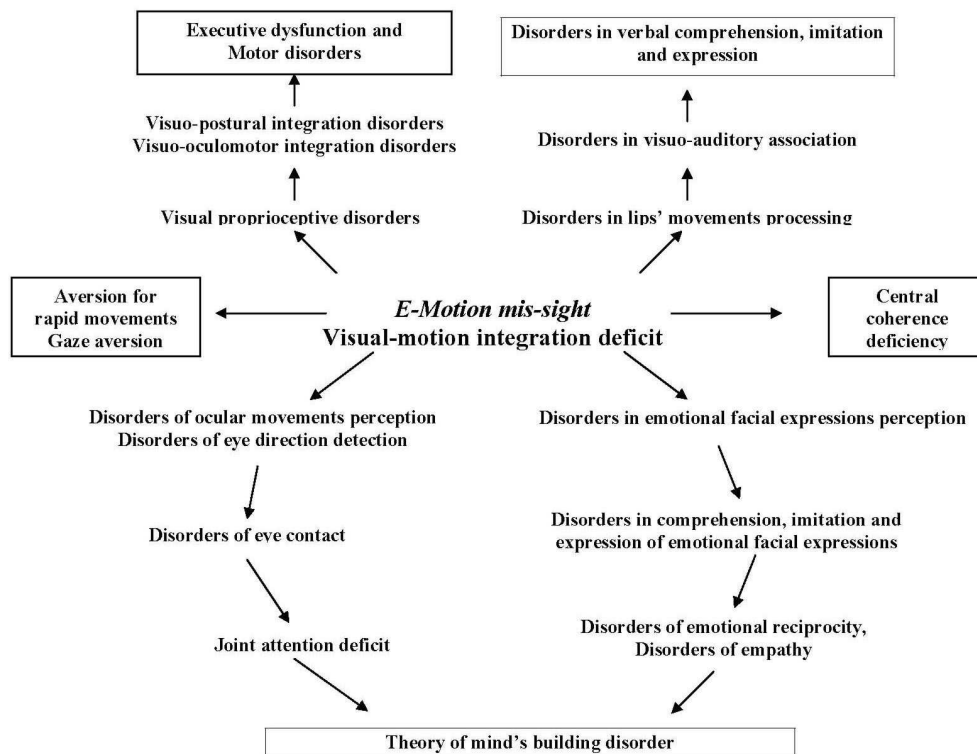 Executive dysfunction and
Motor disorders
Disorders in verbal comprehension, imitation
and expression
Visuo-postural integration disorders
Visuo-oculomotor integration disorders
Disorders in visuo-auditory association
Visual proprioceptive disorders
Disorders in lips' movements processing
Aversion for
rapid movements
Gaze aversion
E-Motion mis-sight
Visual-motion integration deficit
Central
coherence
deficiency
Disorders of ocular movements perception
Disorders of eye direction detection
Disorders in emotional facial expressions perception
Disorders of eye contact
Disorders in comprehension, imitation and
expression of emotional facial expressions
Joint attention deficit
Disorders of emotional reciprocity,
Disorders of empathy
Theory of mind's building disorder